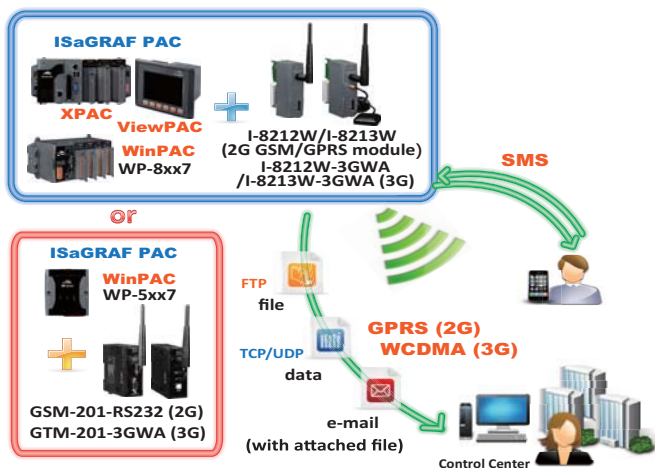 ISaGRAF PAC
XPAC
ViewPAC
WinPAC
WP-8xx7
I-8212W/I-8213W
(2G GSM/GPRS module)
I-8212W-3GWA
/I-8213W-3GWA (3G)
SMS
or
ISaGRAF PAC
WinPAC
WP-5xx7
GSM-201-RS232 (2G)
GTM-201-3GWA (3G)
FTP
file
GPRS (2G)
WCDMA (3G)
TCP/UDP
data
e-mail
(with attached file)
Control Center